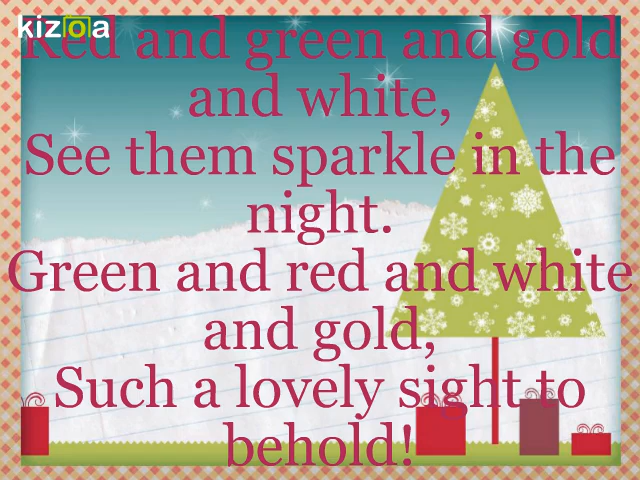 kizoa
Red and green and gold
and white,
See them sparkle in the
night.
Green and red and white
and gold,
Such a lovely sight to
behold!